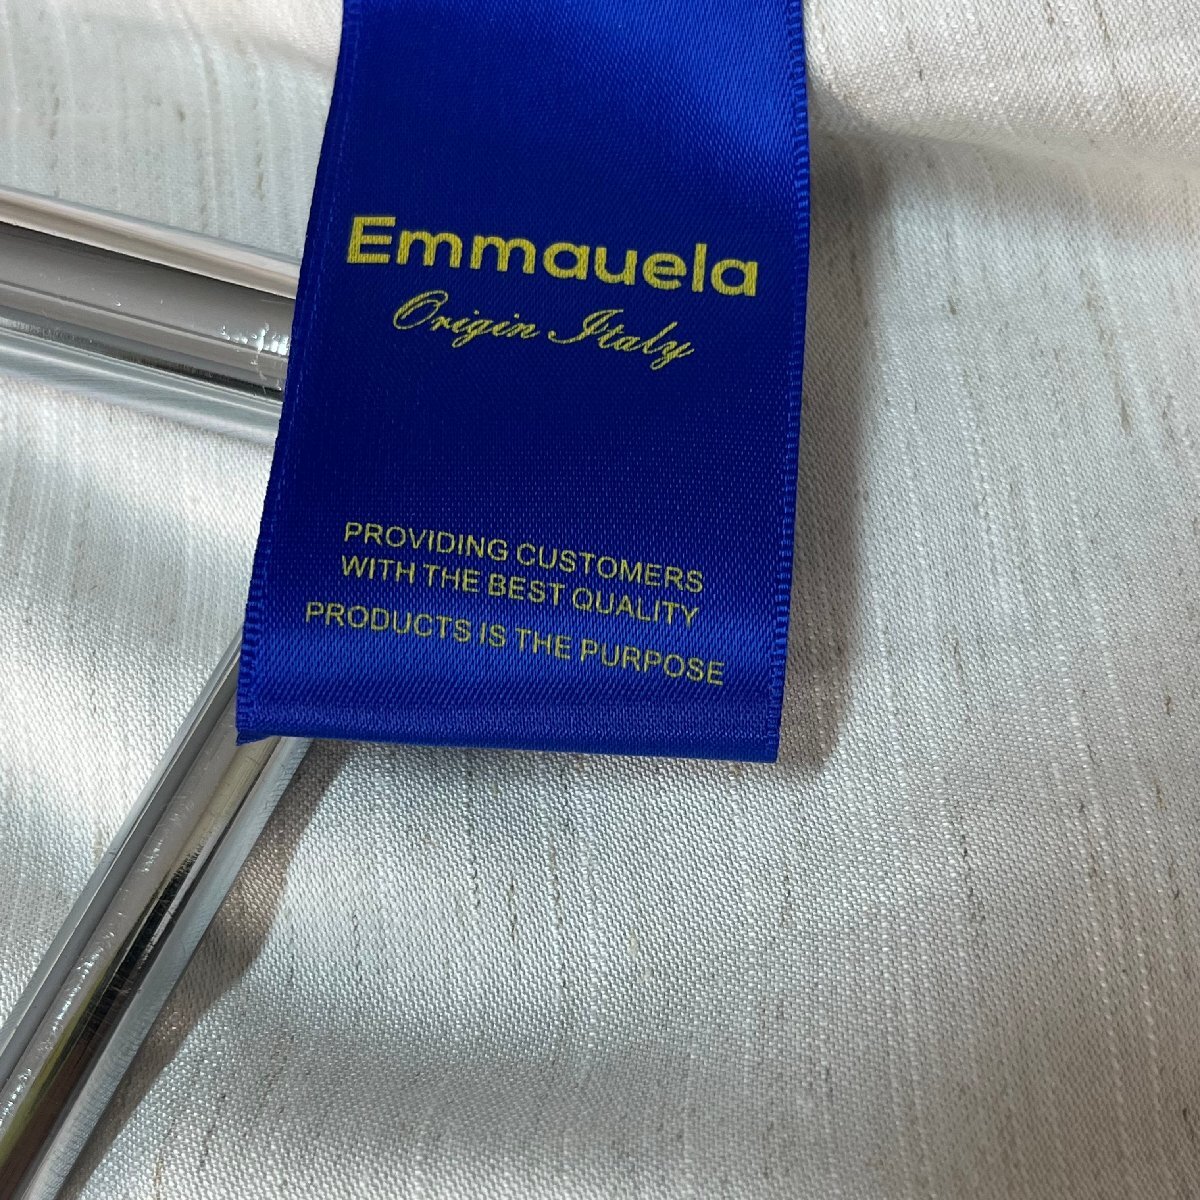 Emmauela
Origin Italy
PROVIDING CUSTOMERS
WITH THE BEST QUALITY
PRODUCTS IS THE PURPOSE